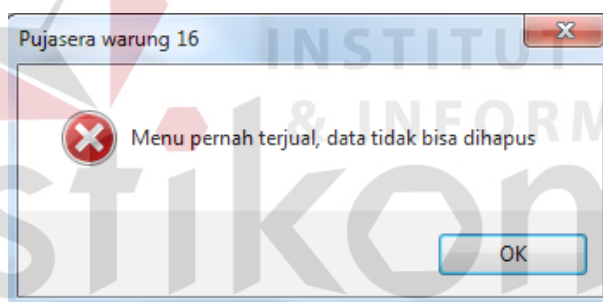 Pujasera warung 16
INSTITUT
& INFORM
Menu pernah terjual, data tidak bisa dihapus
stikom
OK